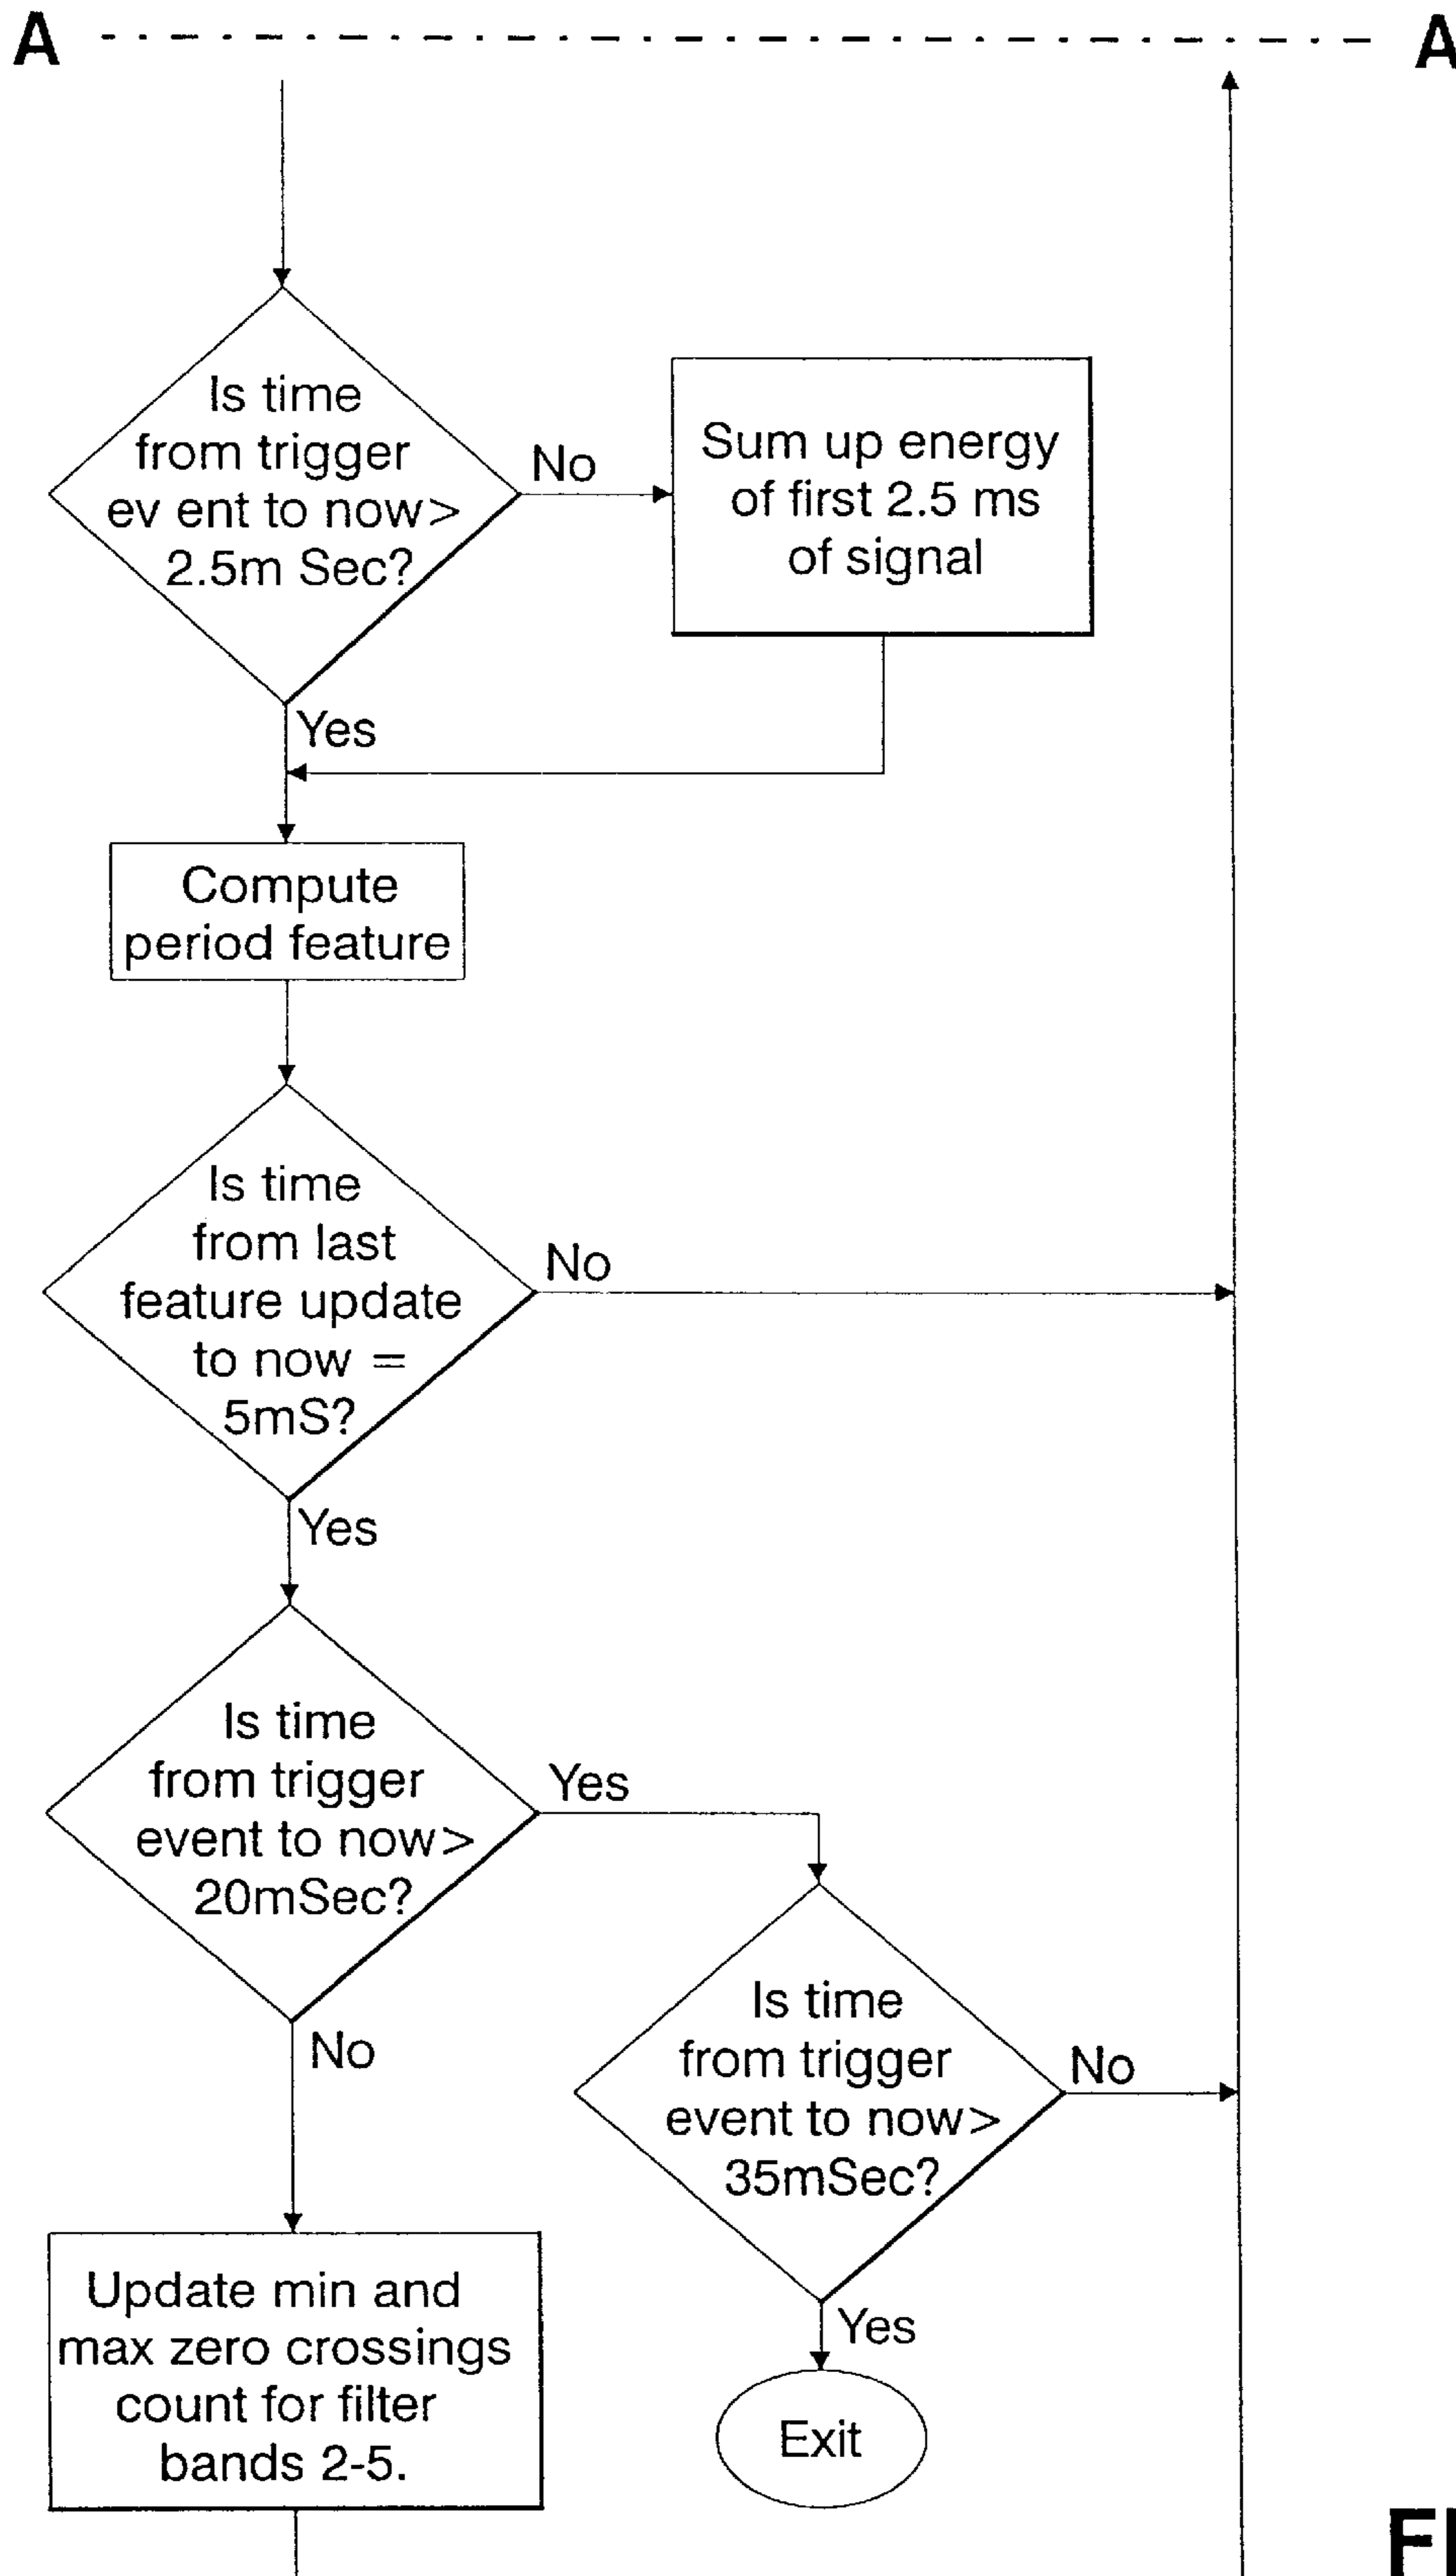 A A
Is time
from trigger
ev ent to now>
2.5m Sec?
No
Sum up energy
of first 2.5 ms
of signal
Yes
Compute
period feature
Is time
from last
feature update
to now =
5mS?
No
Yes
Is time
from trigger
event to now>
20mSec?
Yes
No
Is time
from trigger
event to now>
35mSec?
No
Yes
Exit
Update min and
max zero crossings
count for filter
bands 2-5.